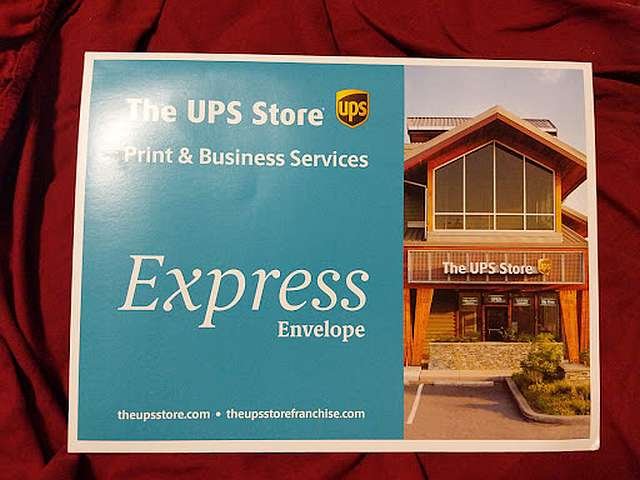 The UPS Store
ups
Print & Business Services
Express
Envelope
theupsstore.com • theupsstorefranchise.com
The UPS Store